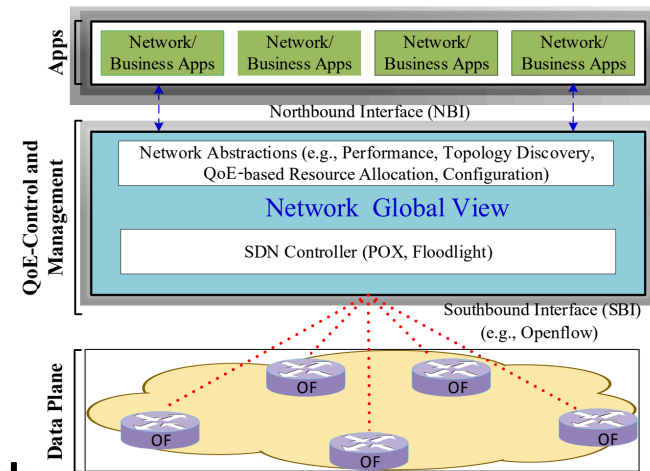 Apps
Network/
Business Apps
Network/
Business Apps
Network/
Business Apps
Network/
Business Apps
Northbound Interface (NBI)
QoE-Control and
Management
Network Abstractions (e.g., Performance, Topology Discovery,
QoE-based Resource Allocation, Configuration)
Network Global View
SDN Controller (POX, Floodlight)
Southbound Interface (SBI)
(e.g., Openflow)
Data Plane
OF
OF
OF
OF
OF